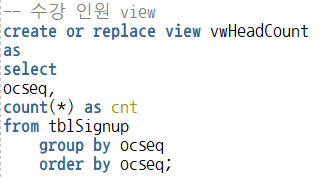 -- 수강 인원 view
create or replace view vwHeadCount
as
select
ocseq,
count(*) as cnt
from tblSignup
    group by ocseq
    order by ocseq;